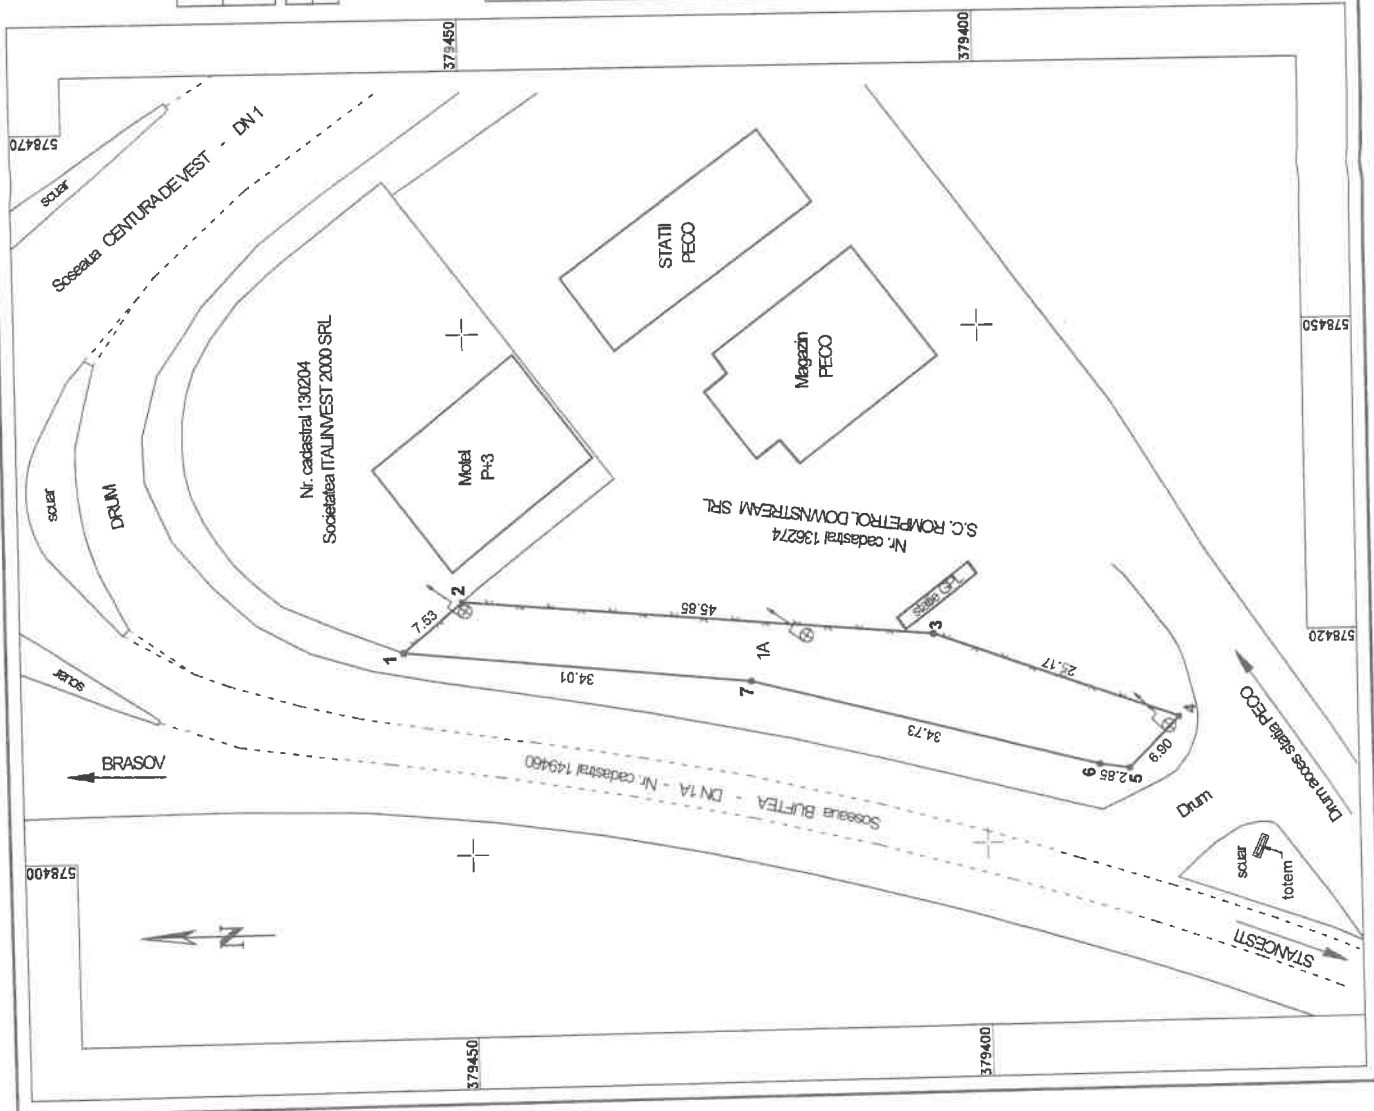 379450
379400
578470
scuar
Soseaua CENTURA DE VEST - DN 1
scuar
DRUM
scuar
BRASOV
Nr. cadastral 130204
Societatea ITALINVEST 2000 SRL
STATII
PECO
578450
Magazin
PECO
Motel
P+3
Nr. cadastral 136274
S.C. ROMPETROL DOWNSTREAM SRL
1
7.53
2
45.85
34.01
1A
7
statie GPL
3
25.17
34.73
4
6.90
5
2.85
6
578420
Soseaua BUFTEA - DN 1A - Nr. cadastral 149460
Drum acces statia PECO
Drum
scuar
totem
STANCESTI
578400
N
379450
379400